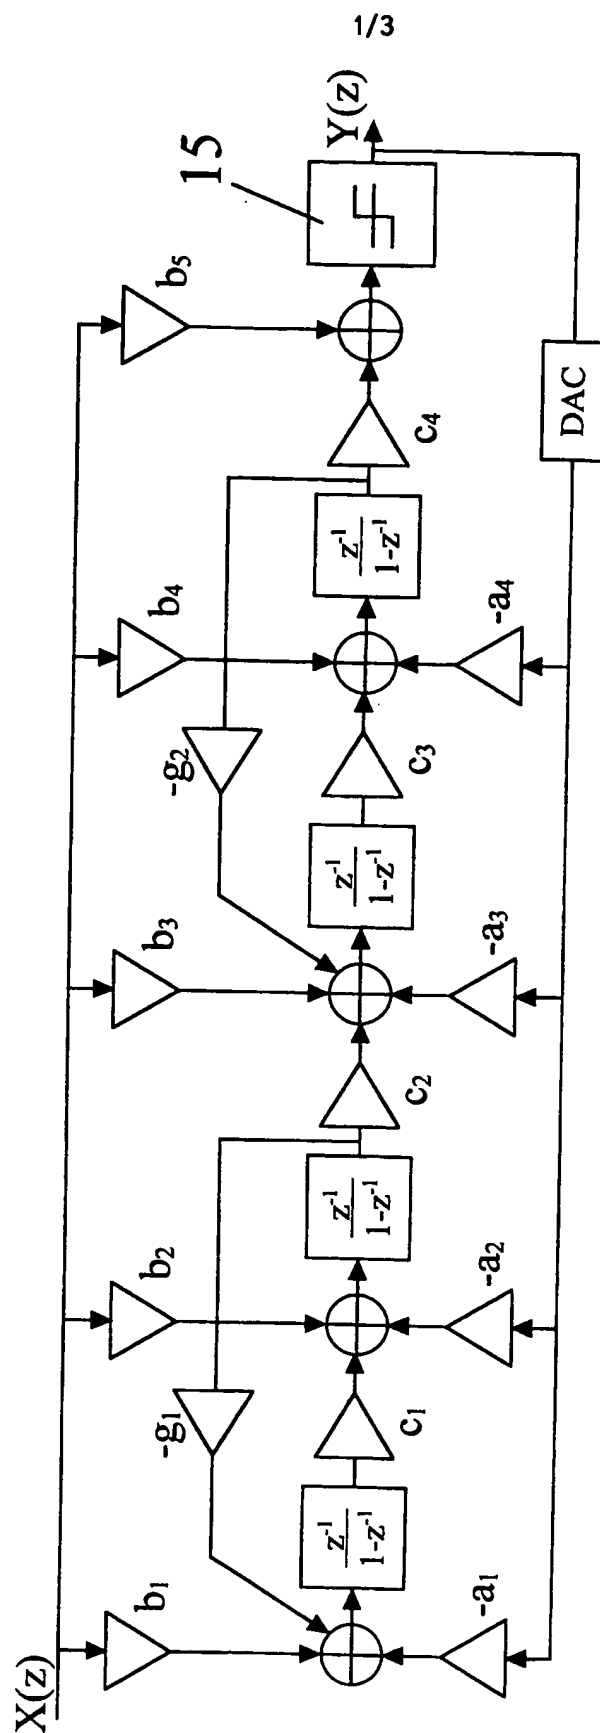 1/3
X(z)
b₁
b₂
b₃
b₄
b₅
15
-g₁
-g₂
z⁻¹
1-z⁻¹
c₁
z⁻¹
1-z⁻¹
c₂
z⁻¹
1-z⁻¹
c₃
z⁻¹
1-z⁻¹
c₄
Y(z)
-a₁
-a₂
-a₃
-a₄
DAC